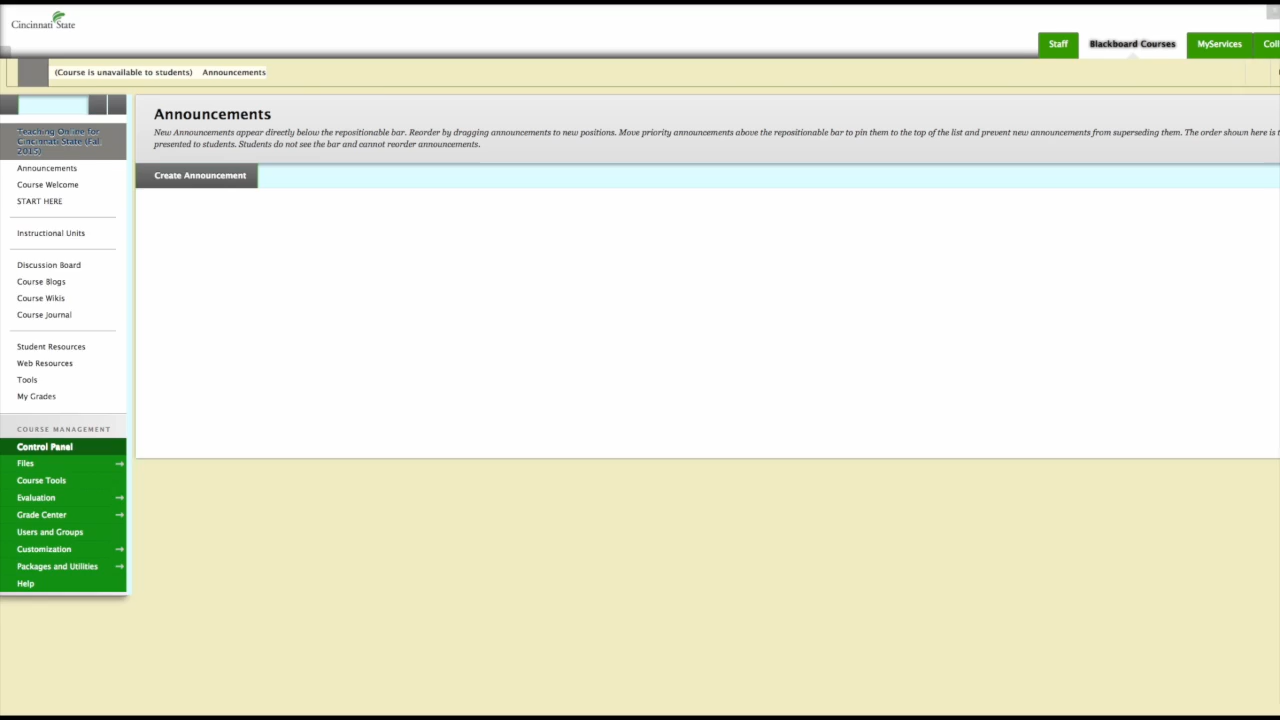 Cincinnati State
Staff
Blackboard Courses
MyServices
Coll
(Course is unavailable to students) Announcements
Teaching Online for
Cincinnati State (Fal
2015)
Announcements
Course Welcome
START HERE
Instructional Units
Discussion Board
Course Blogs
Course Wikis
Course Journal
Student Resources
Web Resources
Tools
My Grades
COURSE MANAGEMENT
Control Panel
Files
Course Tools
Evaluation
Grade Center
Users and Groups
Customization
Packages and Utilities
Help
Announcements
New Announcements appear directly below the repositionable bar. Reorder by dragging announcements to new positions. Move priority announcements above the repositionable bar to pin them to the top of the list and prevent new announcements from superseding them. The order shown here is t
presented to students. Students do not see the bar and cannot reorder announcements.
Create Announcement